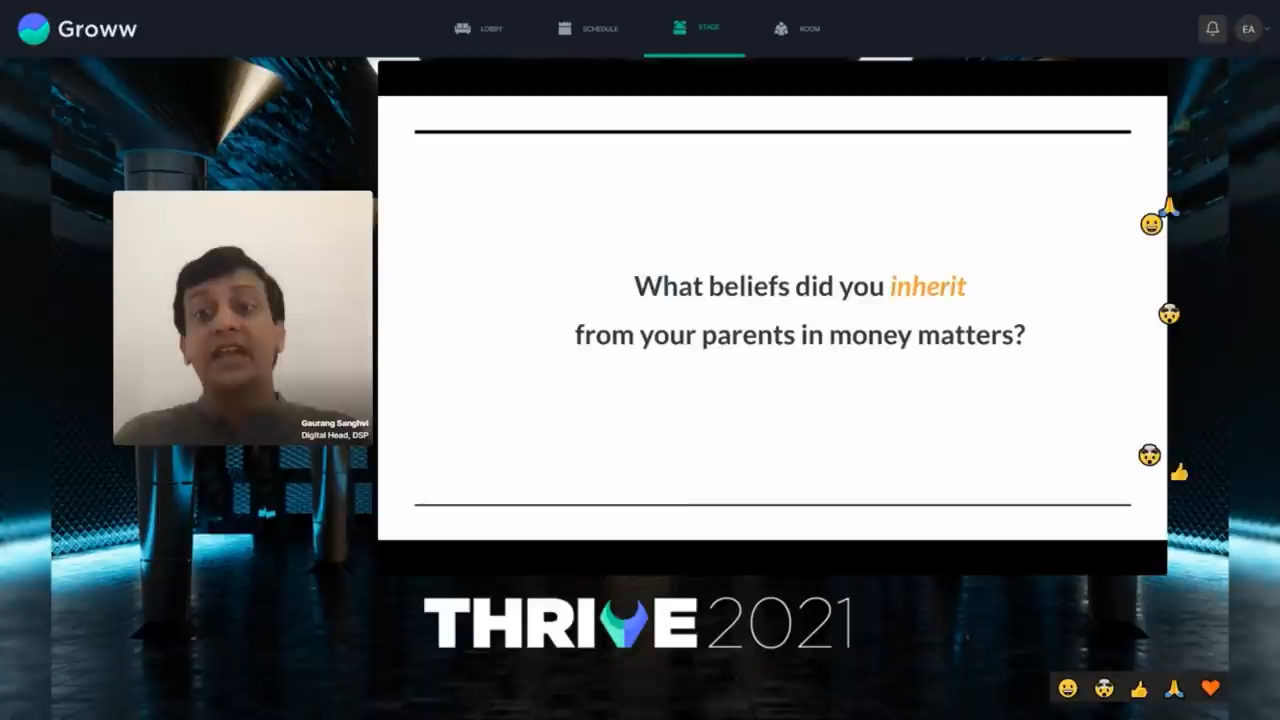 Groww
LOBBY
SCHEDULE
STAGE
ROOM
EA
What beliefs did you inherit
from your parents in money matters?
Gaurang Sanghvi
Digital Head, DSP
THRIVE 2021